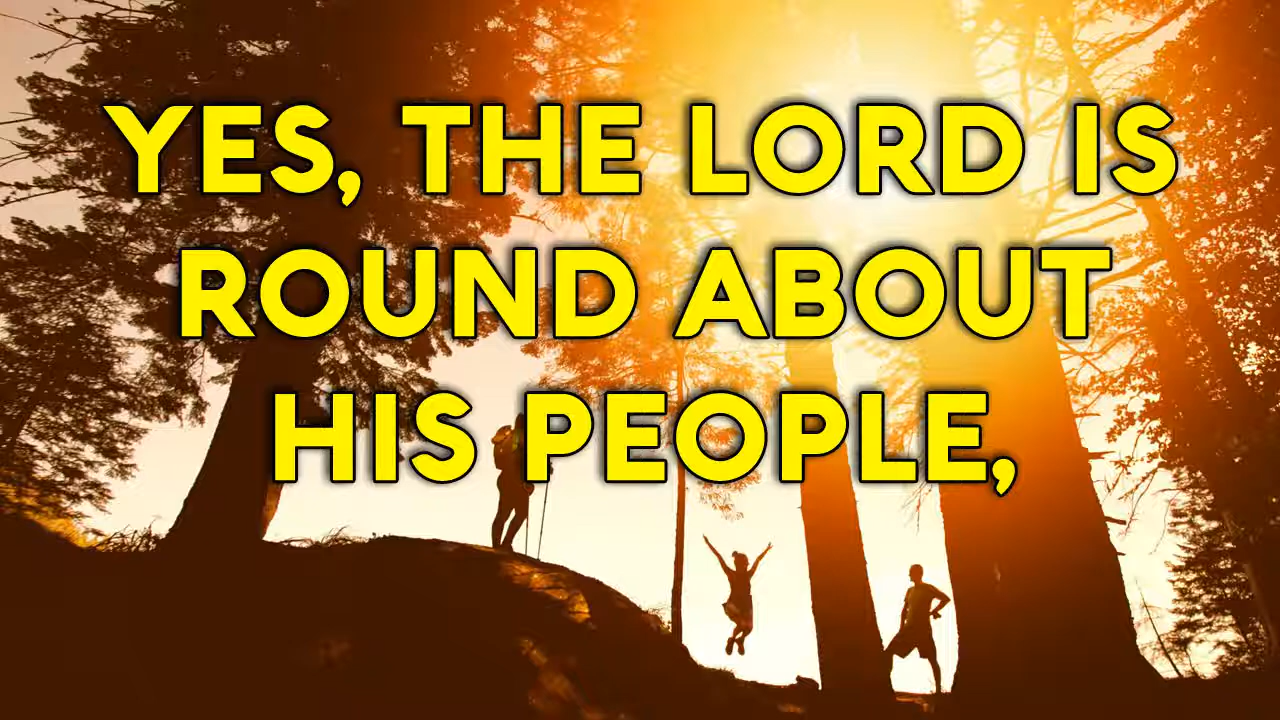 YES, THE LORD IS
ROUND ABOUT
HIS PEOPLE,